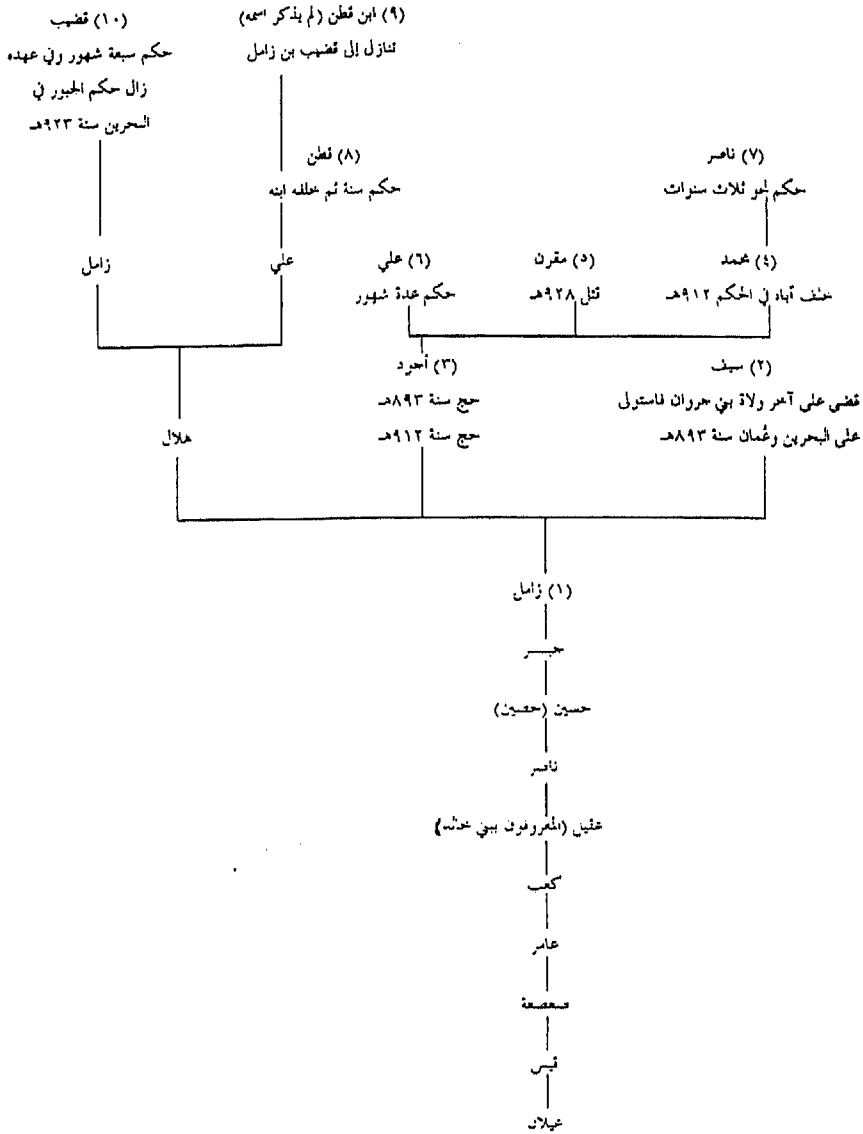 (١٠) قضيب
حكم سبعة شهور وفي عهده
زال حكم الجبور في
البحرين سنة ٩٢٣هـ
(٩) ابن قطن (لم يذكر اسمه)
تنازل إلى قضيب بن زامل
(٨) قطن
حكم سنة ثم خلفه ابنه
(٧) ناصر
حكم نحو ثلاث سنوات
زامل
علي
(٦) علي
حكم عدة شهور
(٥) مقرن
قتل ٩٢٨هـ
(٤) محمد
خلف أباه في الحكم ٩١٢هـ
هلال
(٣) أجود
حج سنة ٨٩٣هـ
حج سنة ٩١٢هـ
(٢) سيف
قضى على آخر ولاة بني جروان فاستولى
على البحرين وعُمان سنة ٨٩٣هـ
(١) زامل
جبر
حسين (حصين)
ناصر
عقيل (المعروفون ببني خالد)
كعب
عامر
صعصعة
قيس
عيلان